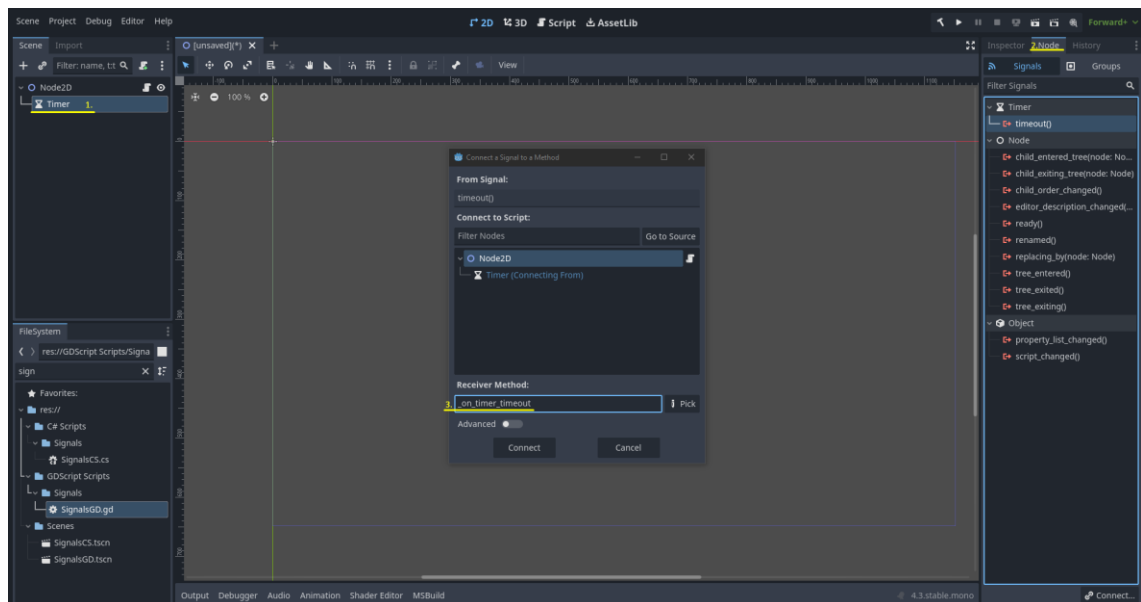 Scene Project Debug Editor Help
2D 3D Script AssetLib
Forward+
Scene Import
[unsaved](*)
Inspector 2.Node History
Filter: name, t:t
View
Signals Groups
Node2D
Timer 1.
100 %
Filter Signals
Timer
timeout()
Node
child_entered_tree(node: No...
child_exiting_tree(node: Node)
child_order_changed()
editor_description_changed(...
ready()
renamed()
replacing_by(node: Node)
tree_entered()
tree_exited()
tree_exiting()
Object
property_list_changed()
script_changed()
Connect a Signal to a Method
From Signal:
timeout()
Connect to Script:
Filter Nodes Go to Source
Node2D
Timer (Connecting From)
Receiver Method:
3. _on_timer_timeout Pick
Advanced
Connect Cancel
FileSystem
res://GDScript Scripts/Signa
sign
Favorites:
res://
C# Scripts
Signals
SignalsCS.cs
GDScript Scripts
Signals
SignalsGD.gd
Scenes
SignalsCS.tscn
SignalsGD.tscn
Output Debugger Audio Animation Shader Editor MSBuild
4.3.stable.mono
Connect...